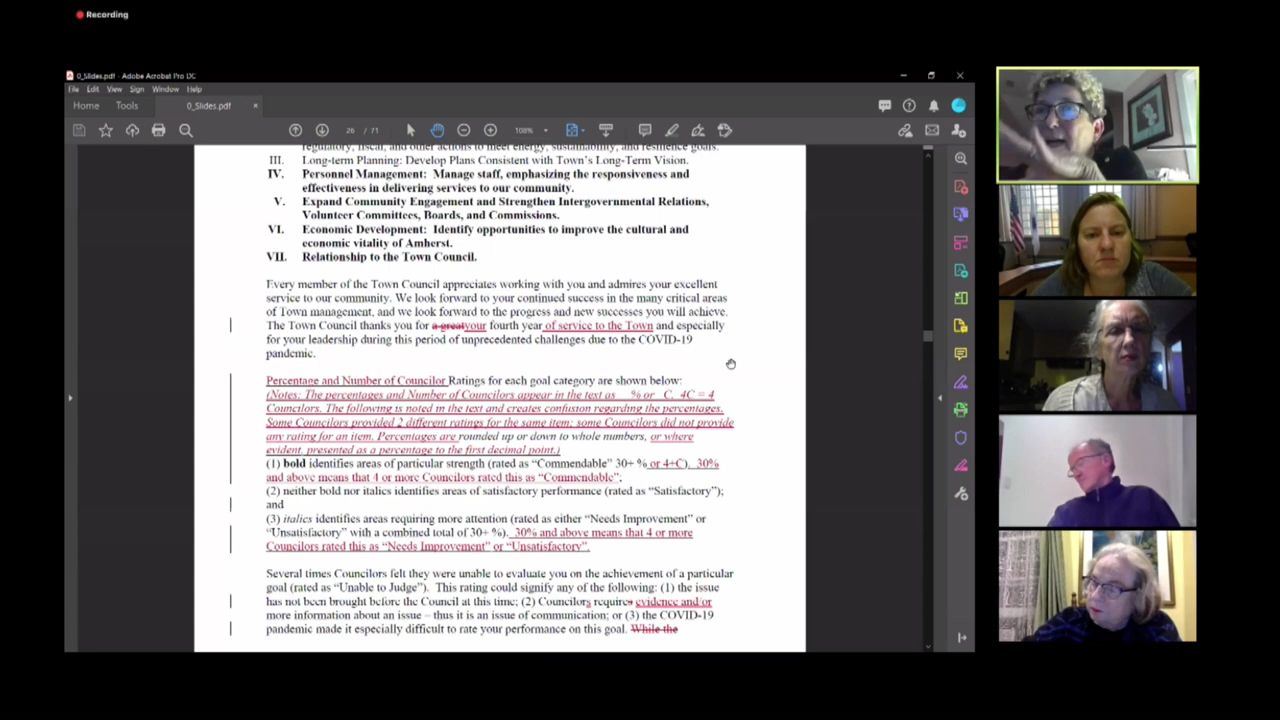 Recording
0_Slides.pdf - Adobe Acrobat Pro DC
File Edit View Sign Window Help
Home Tools 0_Slides.pdf ×
26 / 71 108%
regulatory, fiscal, and other actions to meet energy, sustainability, and resilience goals.
III. Long-term Planning: Develop Plans Consistent with Town's Long-Term Vision.
IV. Personnel Management: Manage staff, emphasizing the responsiveness and
effectiveness in delivering services to our community.
V. Expand Community Engagement and Strengthen Intergovernmental Relations,
Volunteer Committees, Boards, and Commissions.
VI. Economic Development: Identify opportunities to improve the cultural and
economic vitality of Amherst.
VII. Relationship to the Town Council.
Every member of the Town Council appreciates working with you and admires your excellent
service to our community. We look forward to your continued success in the many critical areas
of Town management, and we look forward to the progress and new successes you will achieve.
The Town Council thanks you for a greatyour fourth year of service to the Town and especially
for your leadership during this period of unprecedented challenges due to the COVID-19
pandemic.
Percentage and Number of Councilor Ratings for each goal category are shown below:
(Notes: The percentages and Number of Councilors appear in the text as __% or _C, 4C = 4
Councilors. The following is noted m the text and creates confusion regarding the percentages.
Some Councilors provided 2 different ratings for the same item; some Councilors did not provide
any rating for an item. Percentages are rounded up or down to whole numbers, or where
evident, presented as a percentage to the first decimal point.)
(1) bold identifies areas of particular strength (rated as “Commendable” 30+ % or 4+C). 30%
and above means that 4 or more Councilors rated this as “Commendable”;
(2) neither bold nor italics identifies areas of satisfactory performance (rated as “Satisfactory”);
and
(3) italics identifies areas requiring more attention (rated as either “Needs Improvement” or
“Unsatisfactory” with a combined total of 30+ %). 30% and above means that 4 or more
Councilors rated this as “Needs Improvement” or “Unsatisfactory”.
Several times Councilors felt they were unable to evaluate you on the achievement of a particular
goal (rated as “Unable to Judge”). This rating could signify any of the following: (1) the issue
has not been brought before the Council at this time; (2) Councilors requires evidence and/or
more information about an issue – thus it is an issue of communication; or (3) the COVID-19
pandemic made it especially difficult to rate your performance on this goal. While the